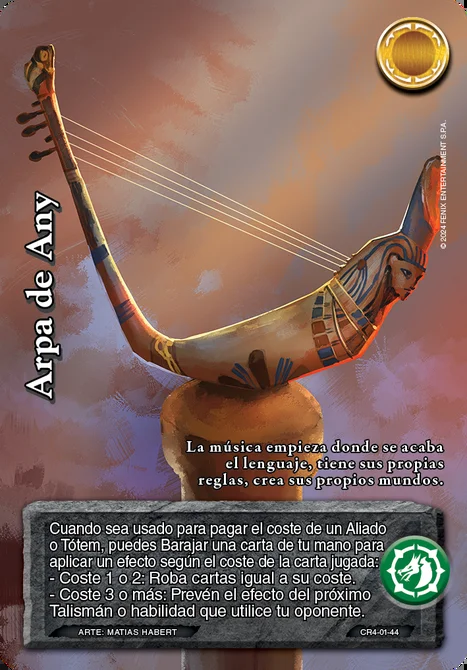 Arpa de Any
© 2024 FENIX ENTERTAINMENT S.P.A.
La música empieza donde se acaba
el lenguaje, tiene sus propias
reglas, crea sus propios mundos.
Cuando sea usado para pagar el coste de un Aliado
o Tótem, puedes Barajar una carta de tu mano para
aplicar un efecto según el coste de la carta jugada:
- Coste 1 o 2: Roba cartas igual a su coste.
- Coste 3 o más: Prevén el efecto del próximo
Talismán o habilidad que utilice tu oponente.
ARTE: MATIAS HABERT
CR4-01-44